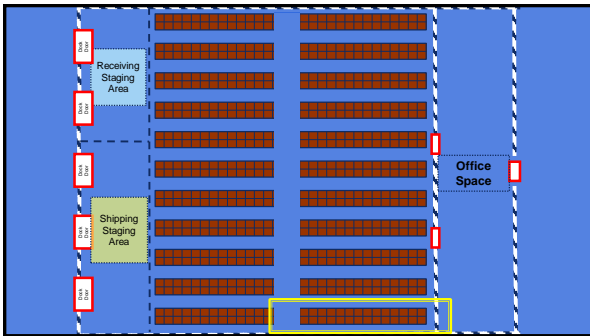 Dock
Door
Receiving
Staging
Area
Dock
Door
Dock
Door
Office
Space
Shipping
Staging
Area
Dock
Door
Dock
Door